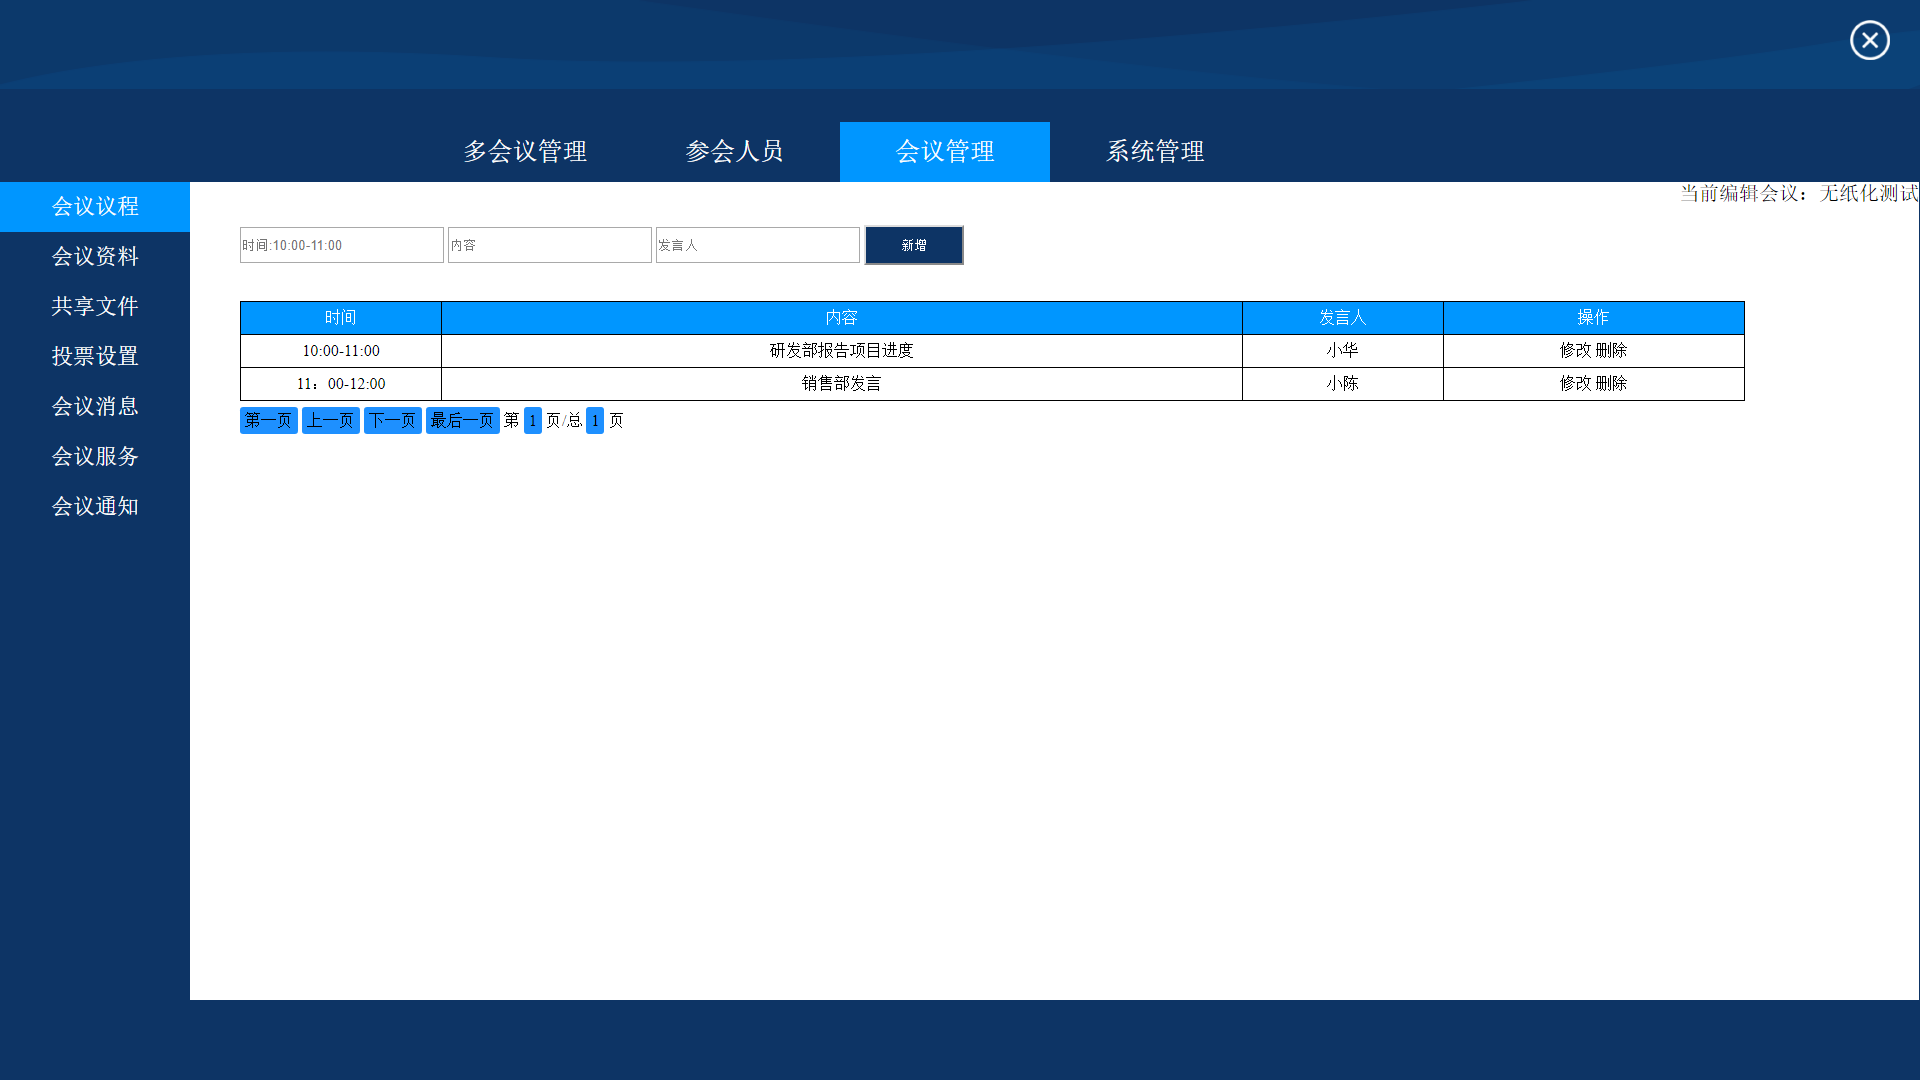 多会议管理 参会人员 会议管理 系统管理
当前编辑会议：无纸化测试
会议议程
会议资料
共享文件
投票设置
会议消息
会议服务
会议通知
时间:10:00-11:00 内容 发言人 新增
时间 内容 发言人 操作
10:00-11:00 研发部报告项目进度 小华 修改 删除
11：00-12:00 销售部发言 小陈 修改 删除
第一页 上一页 下一页 最后一页 第 1 页/总 1 页